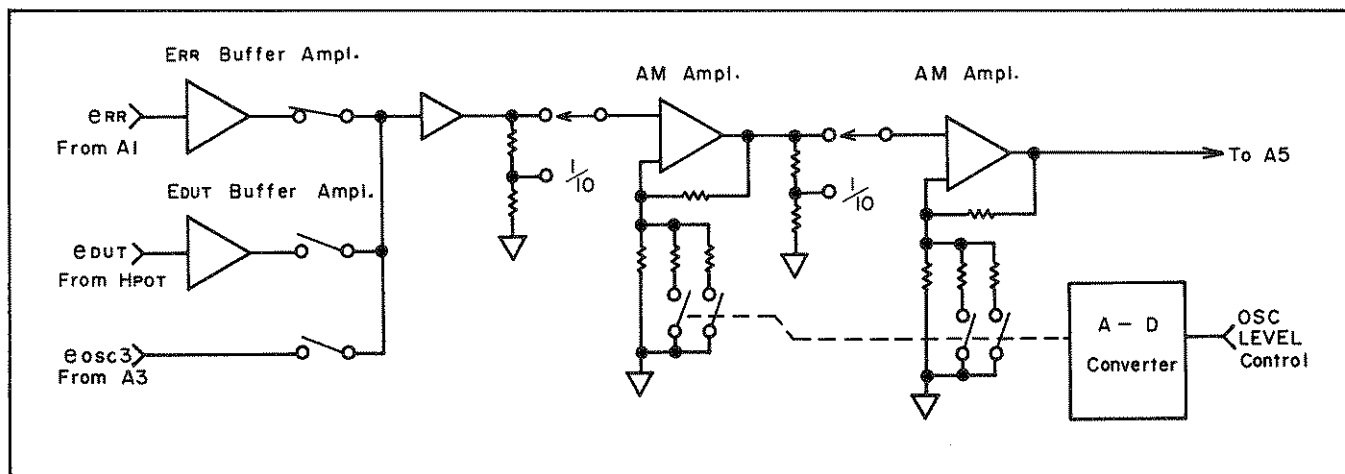 ERR Buffer Ampl.
eRR
From A1
EDUT Buffer Ampl.
eDUT
From HPOT
eosc3
From A3
1/10
AM Ampl.
1/10
AM Ampl.
To A5
A - D
Converter
OSC
LEVEL
Control